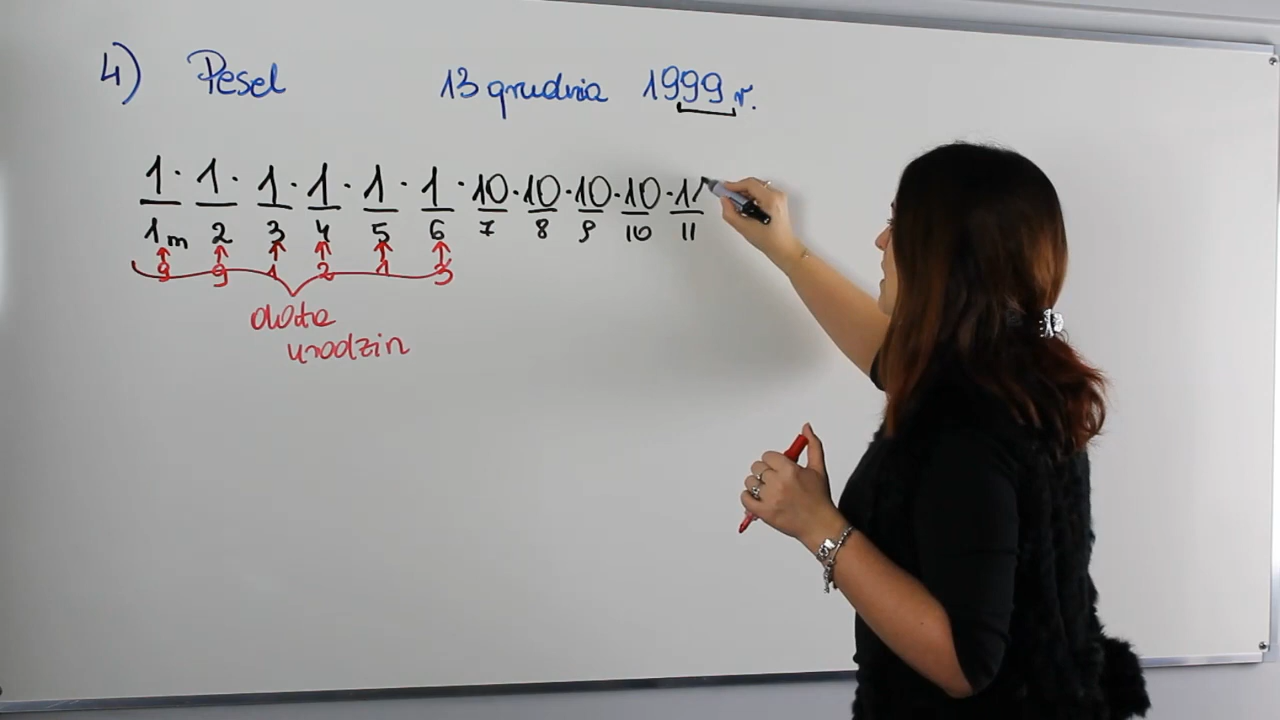 4) Pesel 13 grudnia 1999 r.
1 · 1 · 1 · 1 · 1 · 1 · 10 · 10 · 10 · 10 · 1
1m 2 3 4 5 6 7 8 9 10 11
9 9 1 2 1 3
data
urodzin